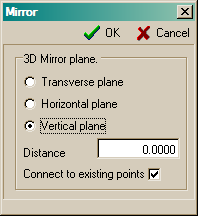 Mirror
OK Cancel
3D Mirror plane.
Transverse plane
Horizontal plane
Vertical plane
Distance 0.0000
Connect to existing points